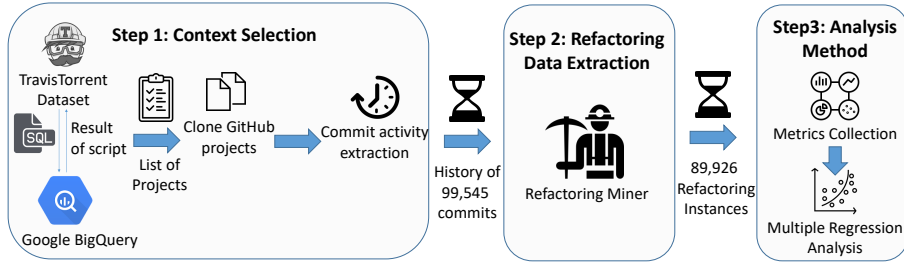 Step 1: Context Selection
T
TravisTorrent
Dataset
SQL
Result
of script
Google BigQuery
List of
Projects
Clone GitHub
projects
Commit activity
extraction
History of
99,545
commits
Step 2: Refactoring
Data Extraction
Refactoring Miner
89,926
Refactoring
Instances
Step3: Analysis
Method
Metrics Collection
Multiple Regression
Analysis